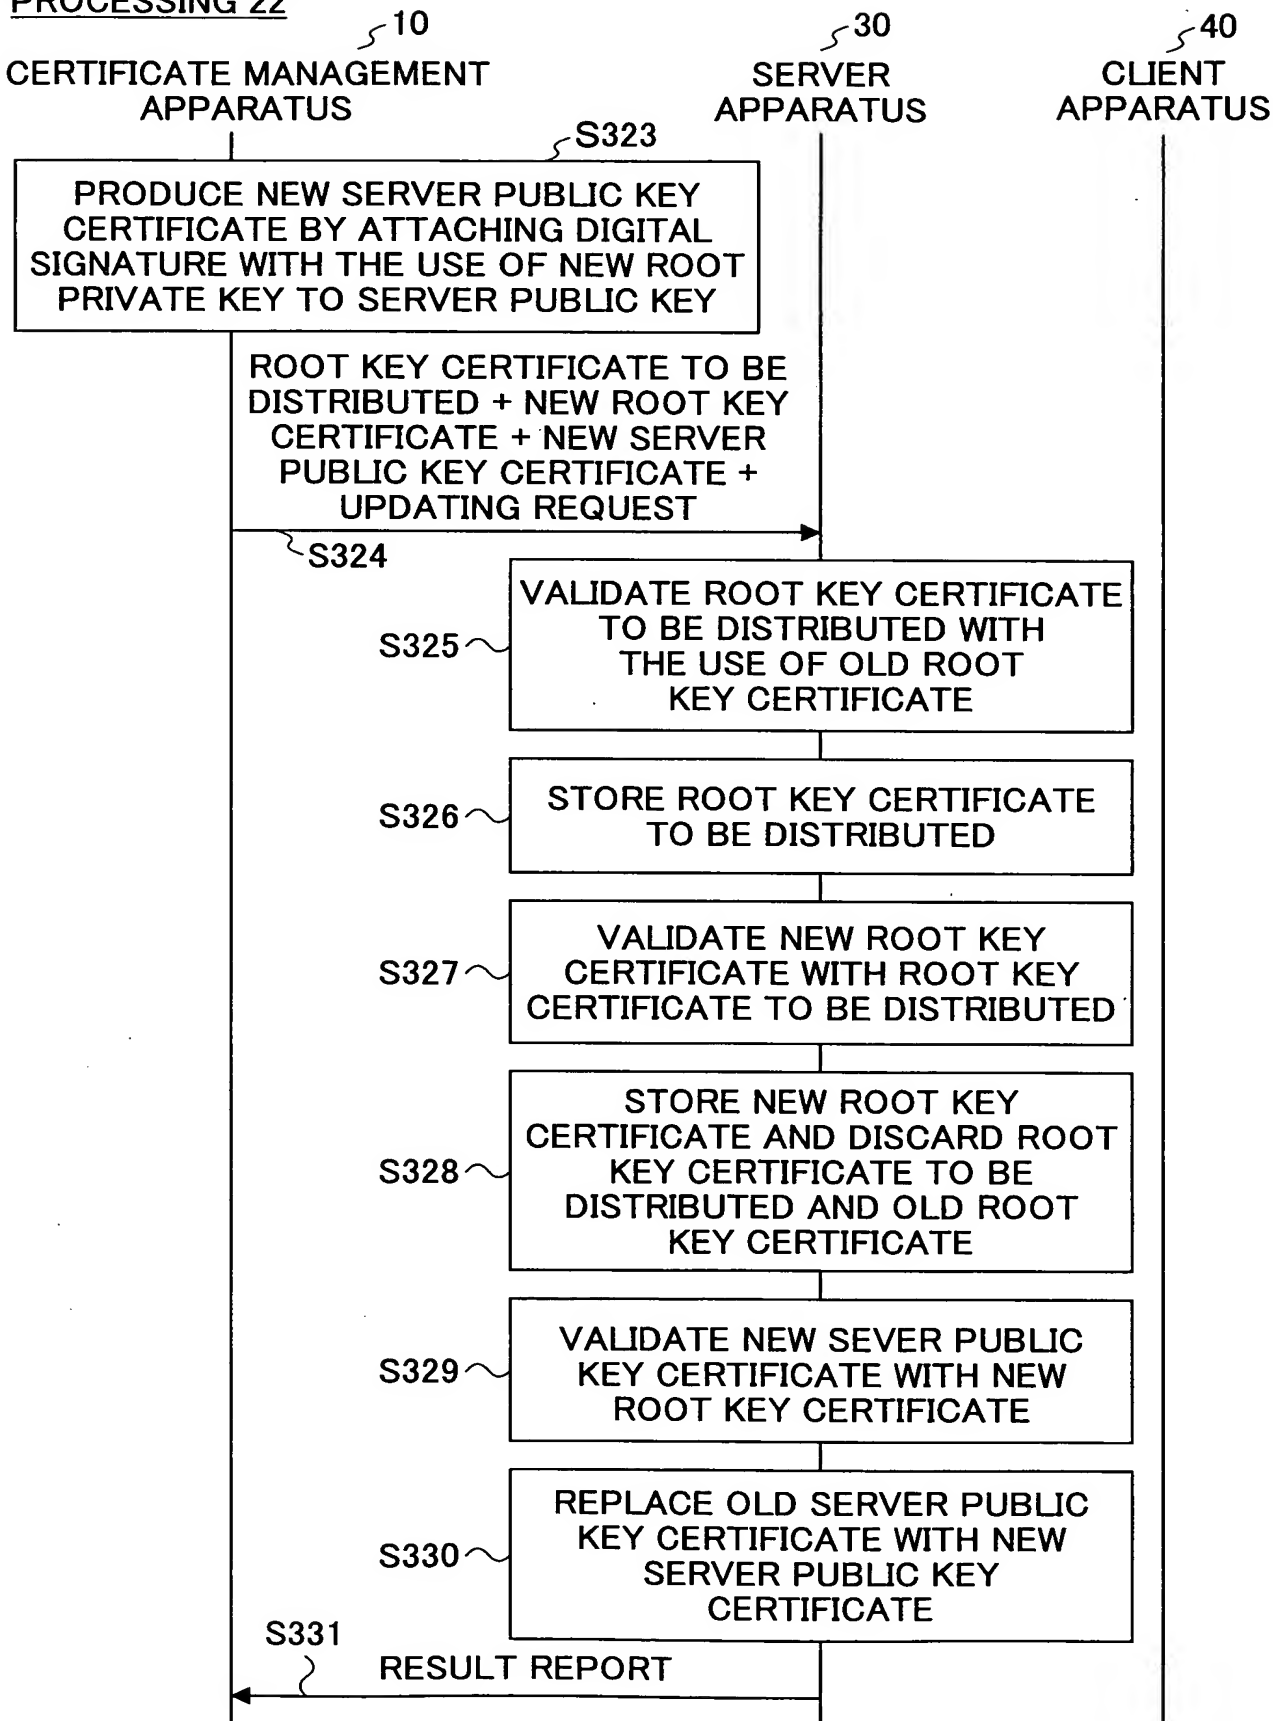 PROCESSING 22
10
30
40
CERTIFICATE MANAGEMENT
APPARATUS
SERVER
APPARATUS
CLIENT
APPARATUS
S323
PRODUCE NEW SERVER PUBLIC KEY
CERTIFICATE BY ATTACHING DIGITAL
SIGNATURE WITH THE USE OF NEW ROOT
PRIVATE KEY TO SERVER PUBLIC KEY
ROOT KEY CERTIFICATE TO BE
DISTRIBUTED + NEW ROOT KEY
CERTIFICATE + NEW SERVER
PUBLIC KEY CERTIFICATE +
UPDATING REQUEST
S324
VALIDATE ROOT KEY CERTIFICATE
TO BE DISTRIBUTED WITH
THE USE OF OLD ROOT
KEY CERTIFICATE
S325
STORE ROOT KEY CERTIFICATE
TO BE DISTRIBUTED
S326
VALIDATE NEW ROOT KEY
CERTIFICATE WITH ROOT KEY
CERTIFICATE TO BE DISTRIBUTED
S327
STORE NEW ROOT KEY
CERTIFICATE AND DISCARD ROOT
KEY CERTIFICATE TO BE
DISTRIBUTED AND OLD ROOT
KEY CERTIFICATE
S328
VALIDATE NEW SEVER PUBLIC
KEY CERTIFICATE WITH NEW
ROOT KEY CERTIFICATE
S329
REPLACE OLD SERVER PUBLIC
KEY CERTIFICATE WITH NEW
SERVER PUBLIC KEY
CERTIFICATE
S330
S331
RESULT REPORT